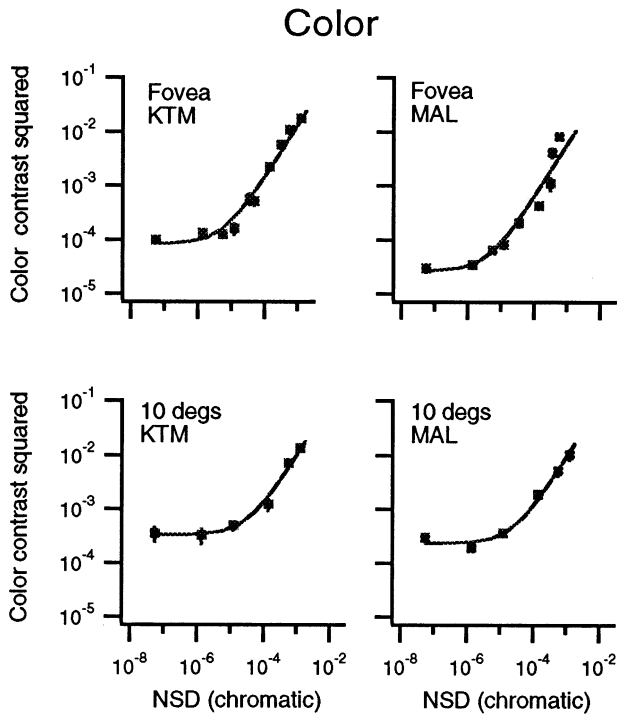 Color
Fovea
KTM
Fovea
MAL
Color contrast squared
10^-1
10^-2
10^-3
10^-4
10^-5
10 degs
KTM
10 degs
MAL
Color contrast squared
10^-1
10^-2
10^-3
10^-4
10^-5
10^-8 10^-6 10^-4 10^-2
10^-8 10^-6 10^-4 10^-2
NSD (chromatic)
NSD (chromatic)